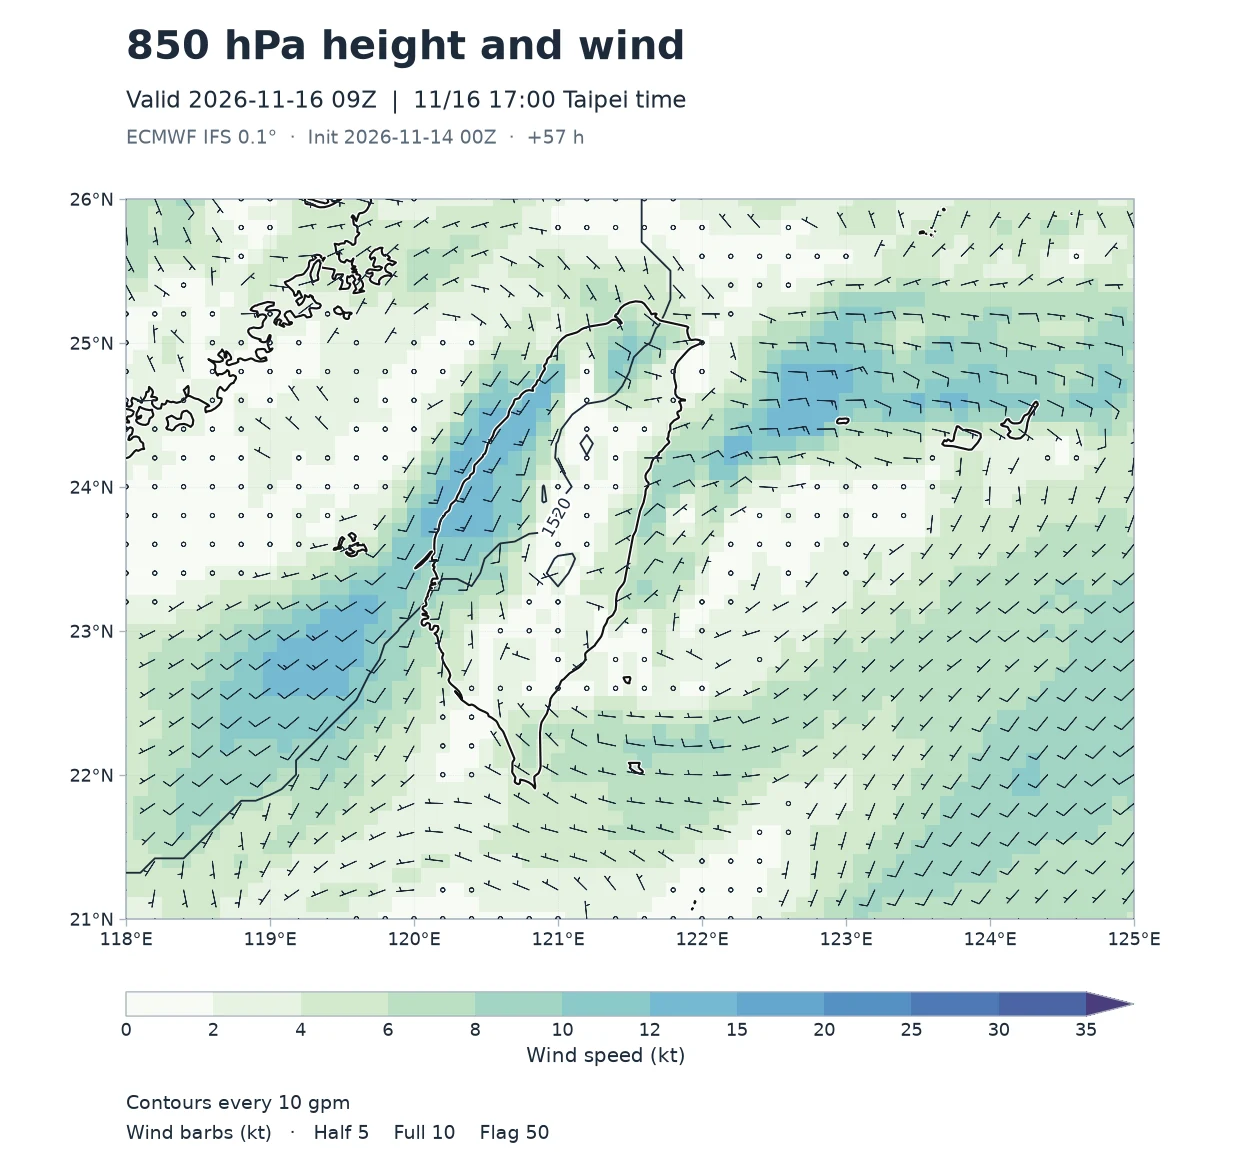 850 hPa height and wind
Valid 2026-11-16 09Z | 11/16 17:00 Taipei time
ECMWF IFS 0.1° · Init 2026-11-14 00Z · +57 h
26°N
25°N
24°N
1520
23°N
22°N
21°N
118°E 119°E 120°E 121°E 122°E 123°E 124°E 125°E
0 2 4 6 8 10 12 15 20 25 30 35
Wind speed (kt)
Contours every 10 gpm
Wind barbs (kt) · Half 5 Full 10 Flag 50